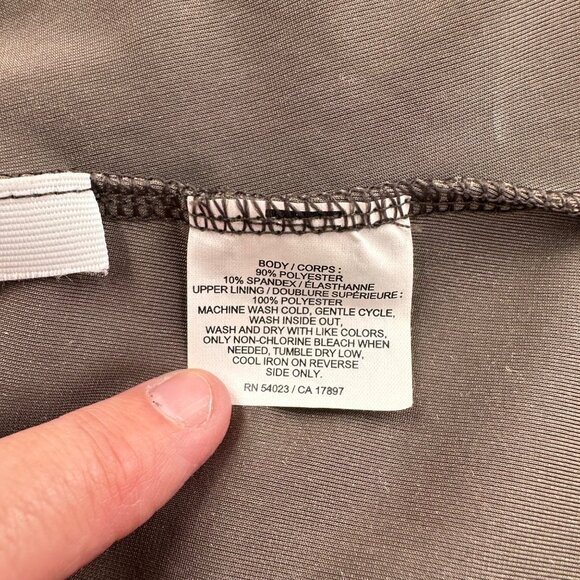 BODY / CORPS :
90% POLYESTER
10% SPANDEX / ÉLASTHANNE
UPPER LINING / DOUBLURE SUPÉRIEURE :
100% POLYESTER
MACHINE WASH COLD, GENTLE CYCLE,
WASH INSIDE OUT,
WASH AND DRY WITH LIKE COLORS,
ONLY NON-CHLORINE BLEACH WHEN
NEEDED, TUMBLE DRY LOW,
COOL IRON ON REVERSE
SIDE ONLY.
RN 54023 / CA 17897